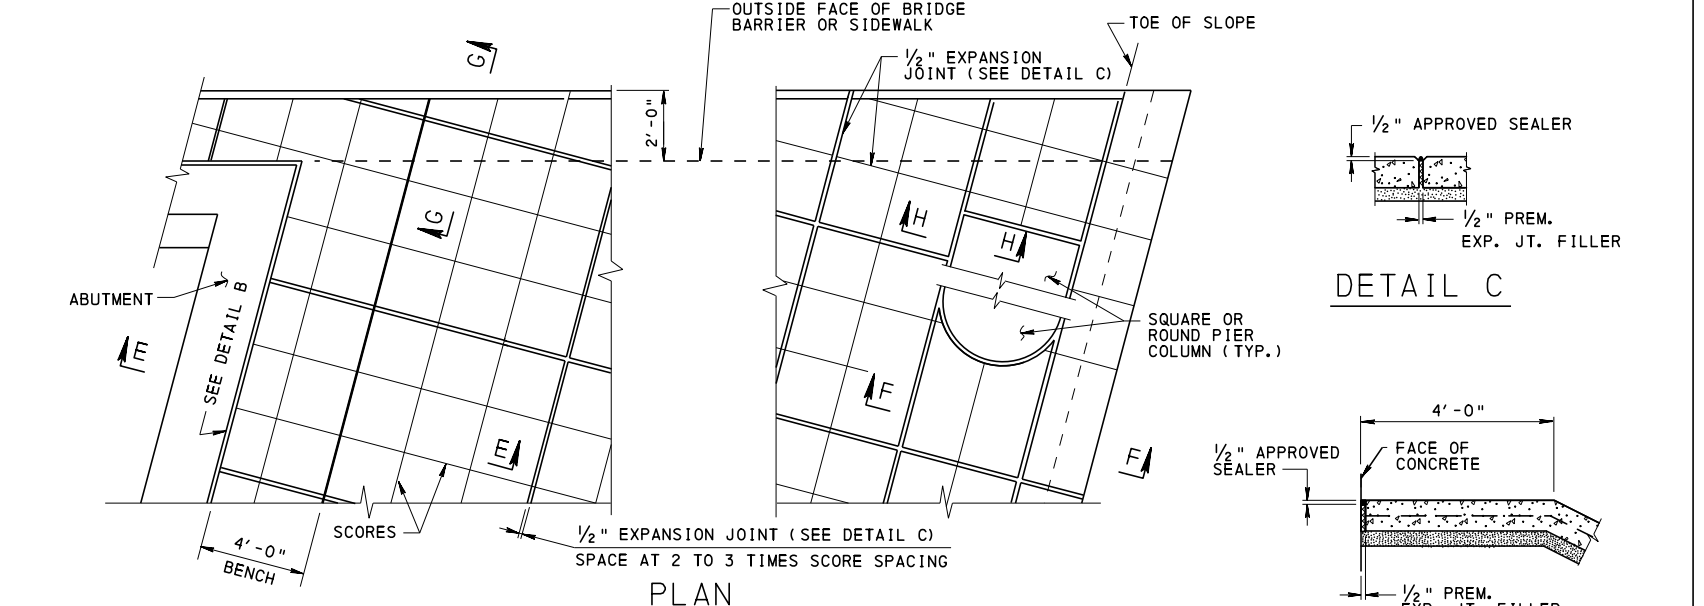 OUTSIDE FACE OF BRIDGE
BARRIER OR SIDEWALK
TOE OF SLOPE
G
1/2" EXPANSION
JOINT (SEE DETAIL C)
2'-0"
1/2" APPROVED SEALER
G
H
H
1/2" PREM.
EXP. JT. FILLER
DETAIL C
ABUTMENT
SEE DETAIL B
E
SQUARE OR
ROUND PIER
COLUMN (TYP.)
F
E
F
4'-0"
1/2" APPROVED
SEALER
FACE OF
CONCRETE
SCORES
1/2" EXPANSION JOINT (SEE DETAIL C)
SPACE AT 2 TO 3 TIMES SCORE SPACING
4'-0"
BENCH
PLAN
1/2" PREM.
EXP. JT. FILLER